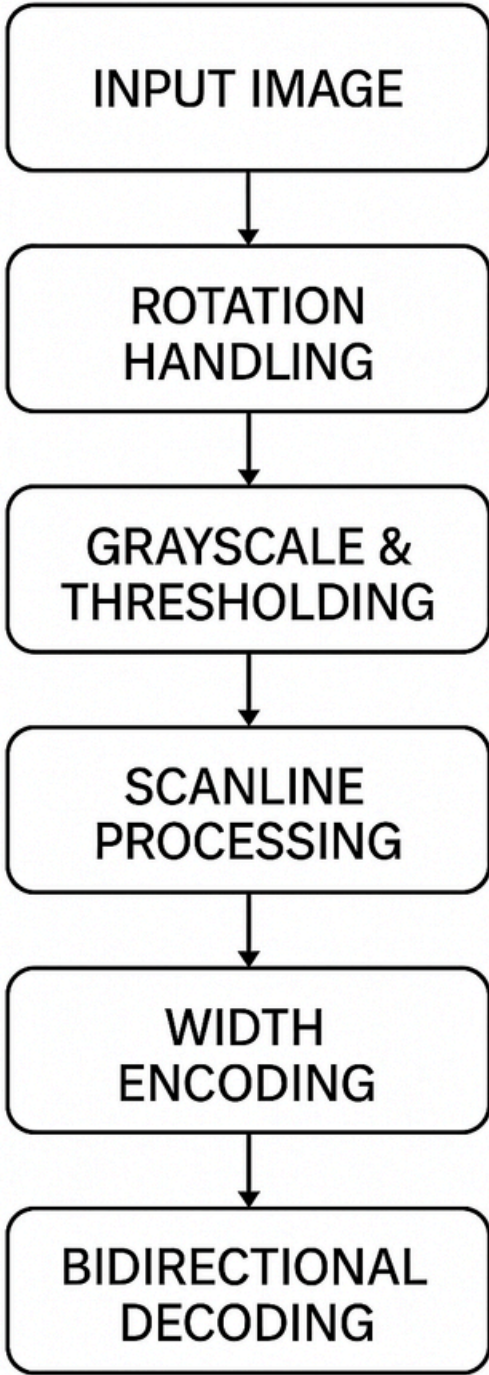 INPUT IMAGE
ROTATION
HANDLING
GRAYSCALE &
THRESHOLDING
SCANLINE
PROCESSING
WIDTH
ENCODING
BIDIRECTIONAL
DECODING